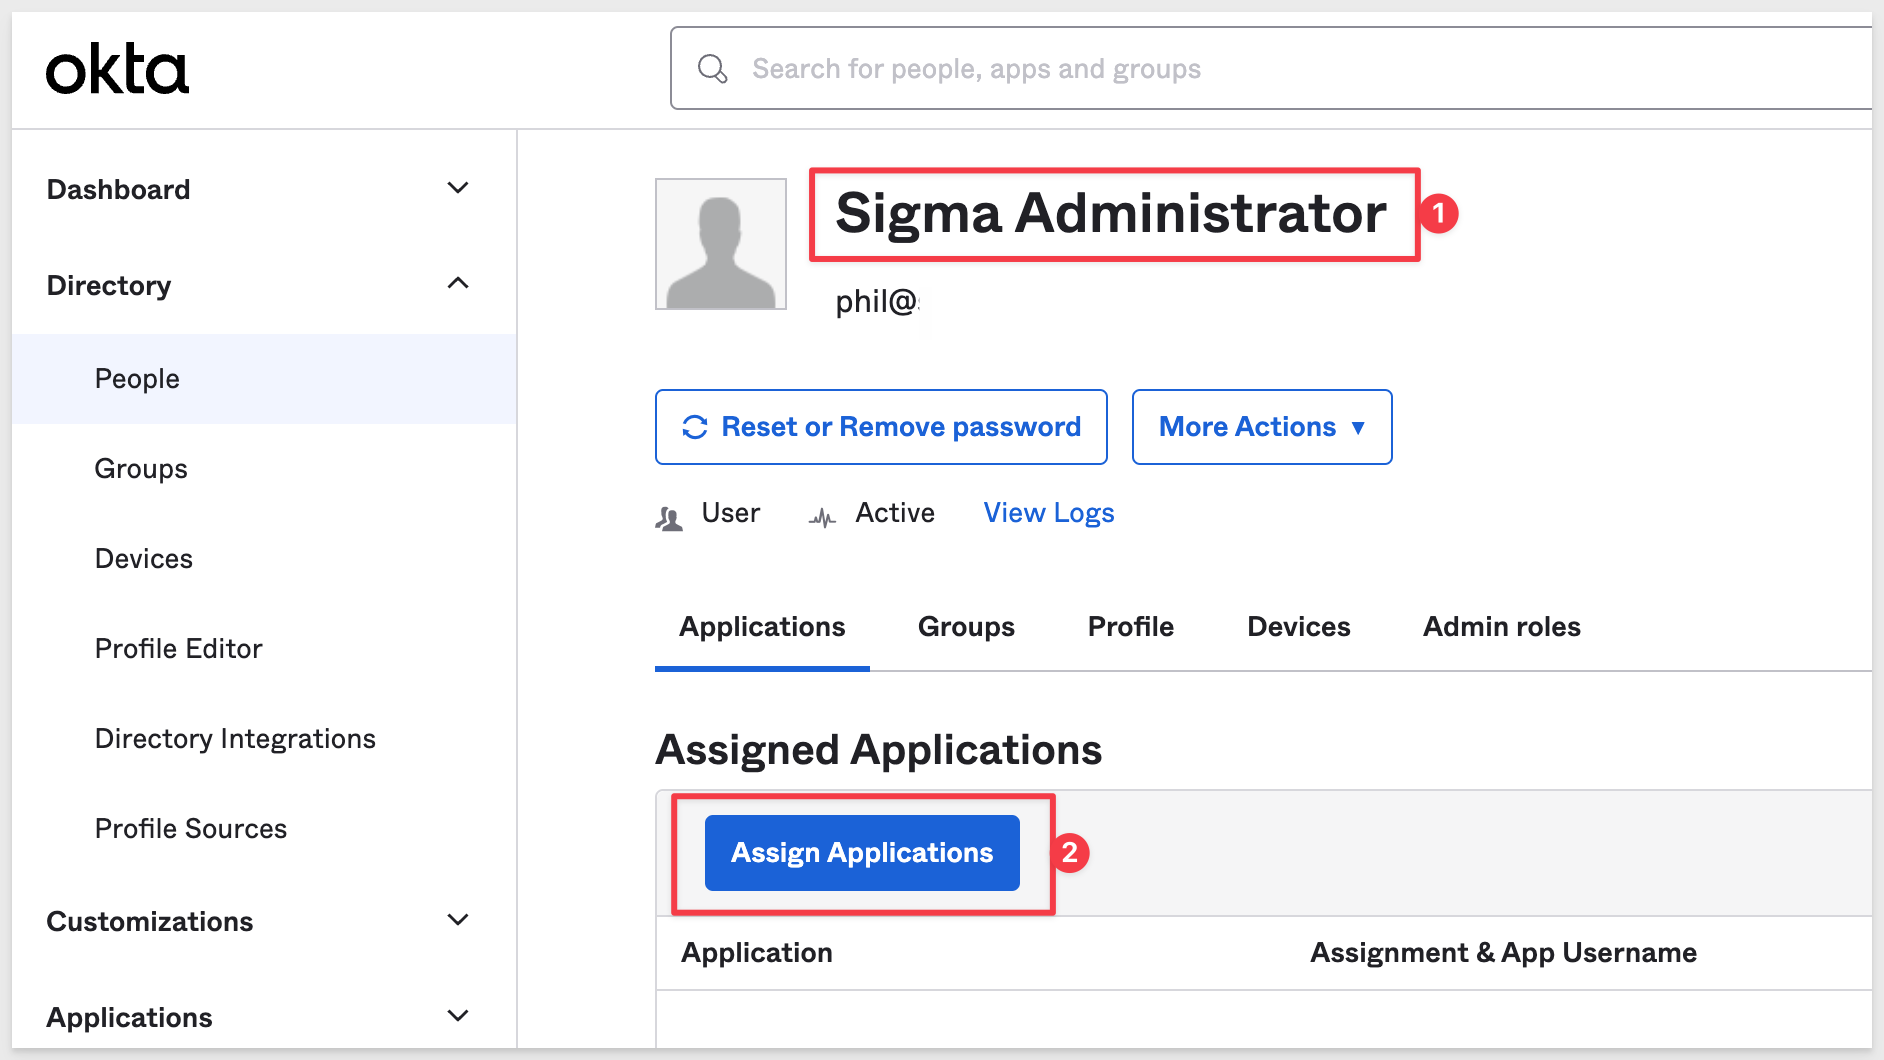 okta
Search for people, apps and groups
Dashboard
Directory
People
Groups
Devices
Profile Editor
Directory Integrations
Profile Sources
Customizations
Applications
Sigma Administrator
1
phil@
Reset or Remove password
More Actions
User
Active
View Logs
Applications
Groups
Profile
Devices
Admin roles
Assigned Applications
Assign Applications
2
Application
Assignment & App Username